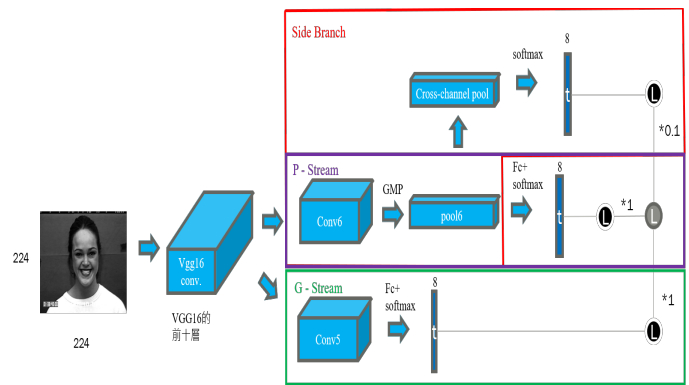 Side Branch
softmax
8
Cross-channel pool
t
L
*0.1
P - Stream
GMP
Fc+
softmax
8
Conv6
pool6
t
L
*1
L
224
Vgg16
conv.
VGG16的
前十層
224
G - Stream
Fc+
softmax
8
Conv5
t
L
*1